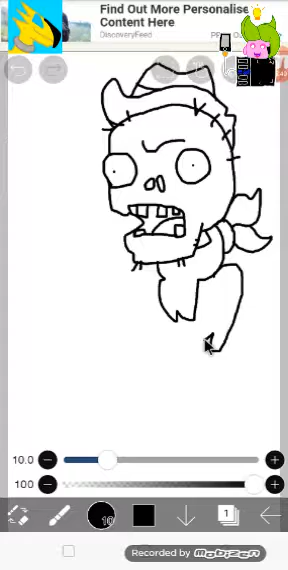 Find Out More Personalise
Content Here
DiscoveryFeed
10.0
100
10
1
Recorded by mobizen